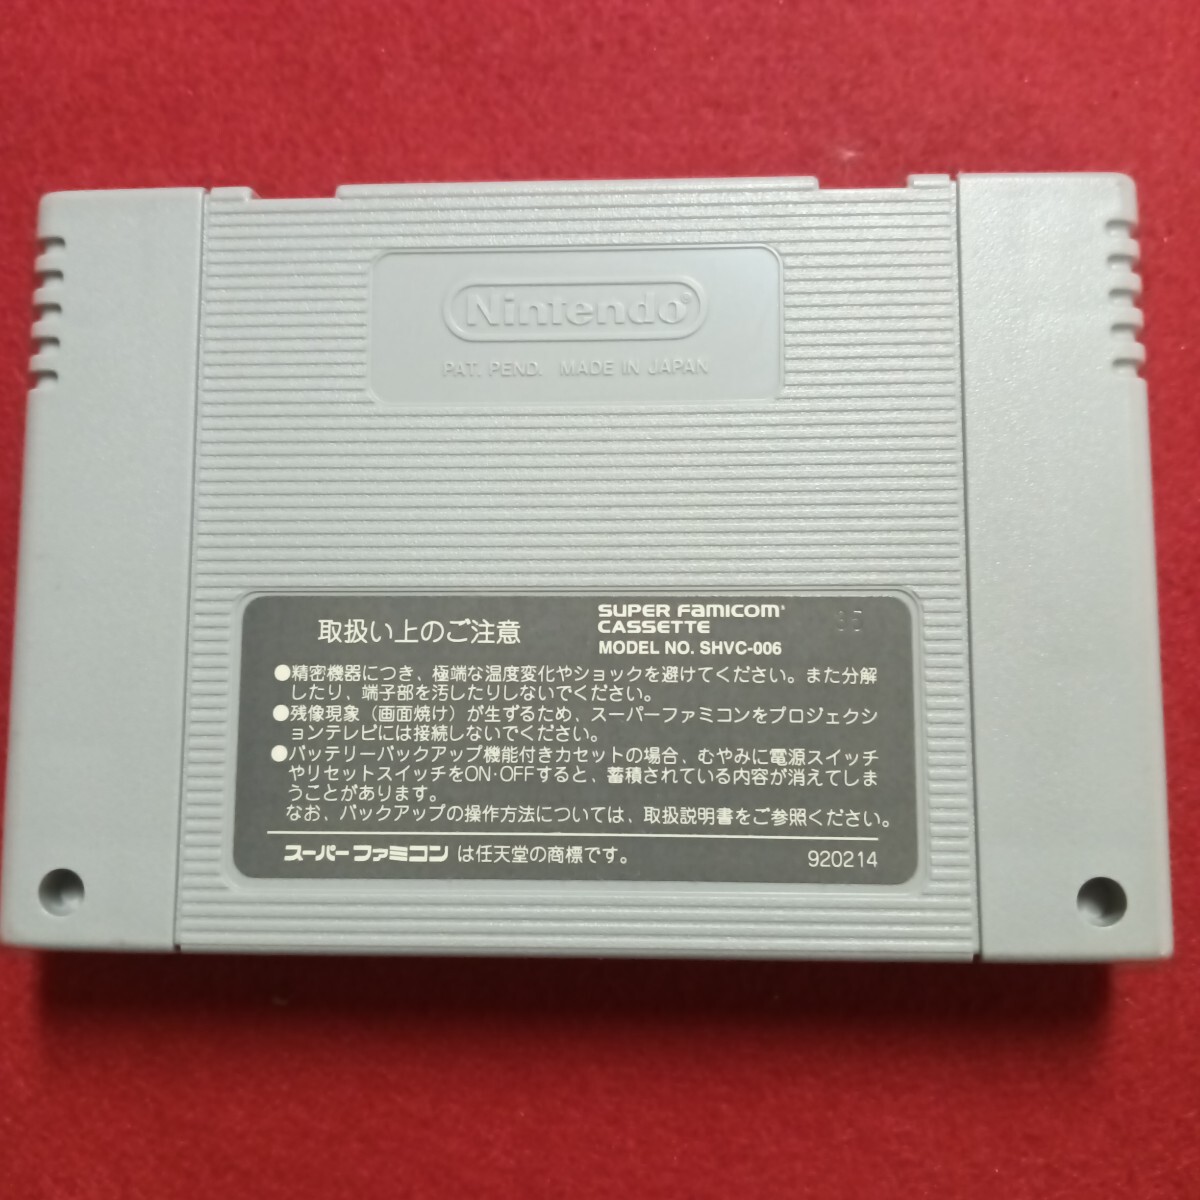 Nintendo®
PAT. PEND. MADE IN JAPAN
取扱い上のご注意
SUPER FAMICOM
CASSETTE
MODEL NO. SHVC-006
●精密機器につき、極端な温度変化やショックを避けてください。また分解
したり、端子部を汚したりしないでください。
●残像現象（画面焼け）が生ずるため、スーパーファミコンをプロジェクシ
ョンテレビには接続しないでください。
●バッテリーバックアップ機能付きカセットの場合、むやみに電源スイッチ
やリセットスイッチをON・OFFすると、蓄積されている内容が消えてしま
うことがあります。
なお、バックアップの操作方法については、取扱説明書をご参照ください。
スーパーファミコン は任天堂の商標です。
920214